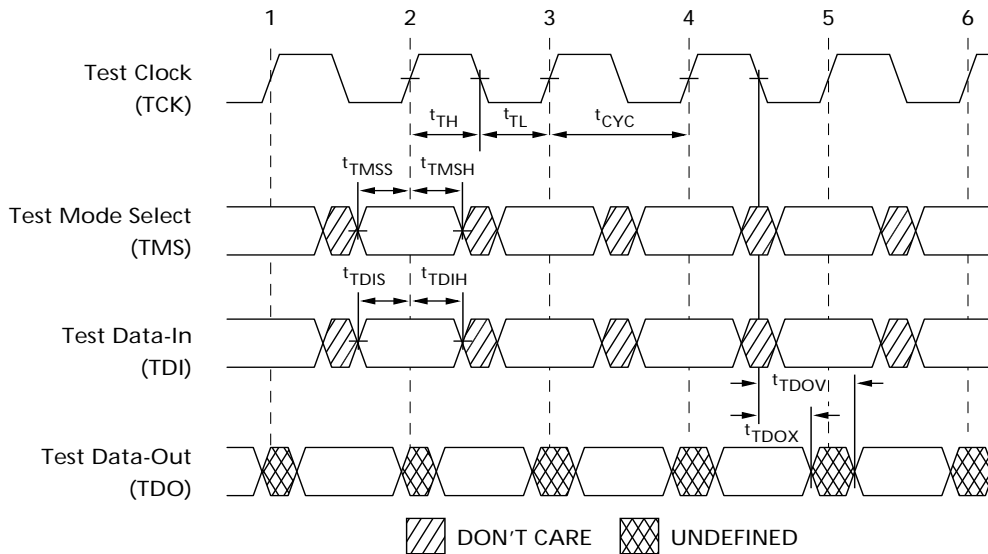 1 2 3 4 5 6
Test Clock
(TCK)
tTH tTL tCYC
tTMSS tTMSH
Test Mode Select
(TMS)
tTDIS tTDIH
Test Data-In
(TDI)
tTDOV
tTDOX
Test Data-Out
(TDO)
DON'T CARE UNDEFINED